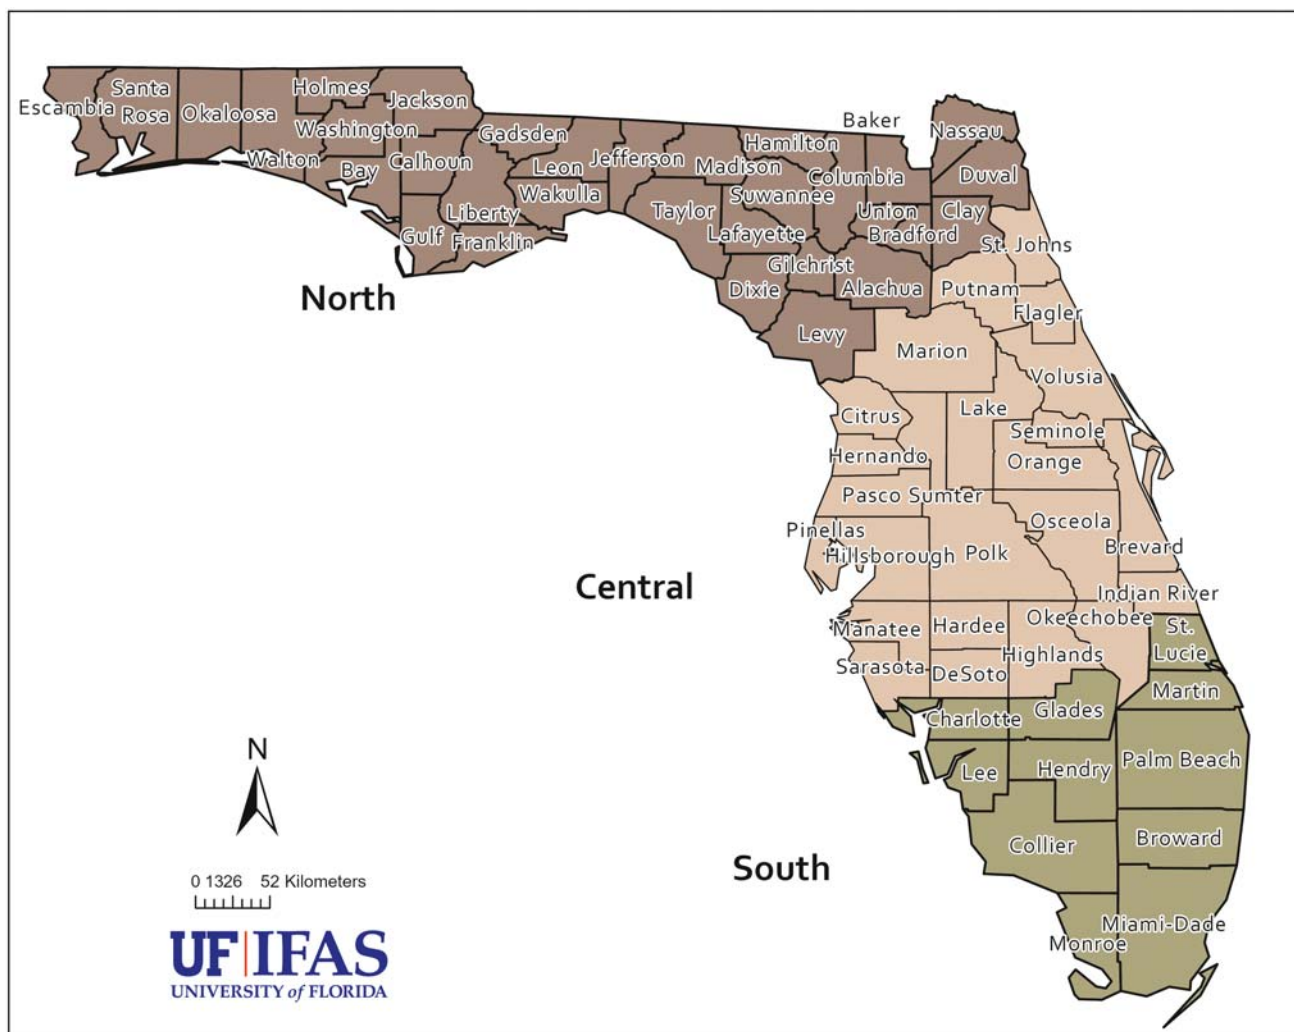 Escambia
Santa
Rosa
Okaloosa
Walton
Holmes
Washington
Bay
Jackson
Calhoun
Gulf
Gadsden
Liberty
Franklin
Leon
Wakulla
Jefferson
Madison
Taylor
Hamilton
Suwannee
Lafayette
Dixie
Columbia
Gilchrist
Levy
Baker
Union
Bradford
Alachua
Nassau
Duval
Clay
North
St. Johns
Putnam
Flagler
Marion
Volusia
Citrus
Lake
Seminole
Hernando
Orange
Pasco
Sumter
Pinellas
Hillsborough
Polk
Osceola
Brevard
Central
Indian River
Manatee
Hardee
Okeechobee
Sarasota
DeSoto
Highlands
St.
Lucie
Martin
Charlotte
Glades
Lee
Hendry
Palm Beach
Collier
Broward
South
Monroe
Miami-Dade
N
0 1326 52 Kilometers
UF|IFAS
UNIVERSITY of FLORIDA